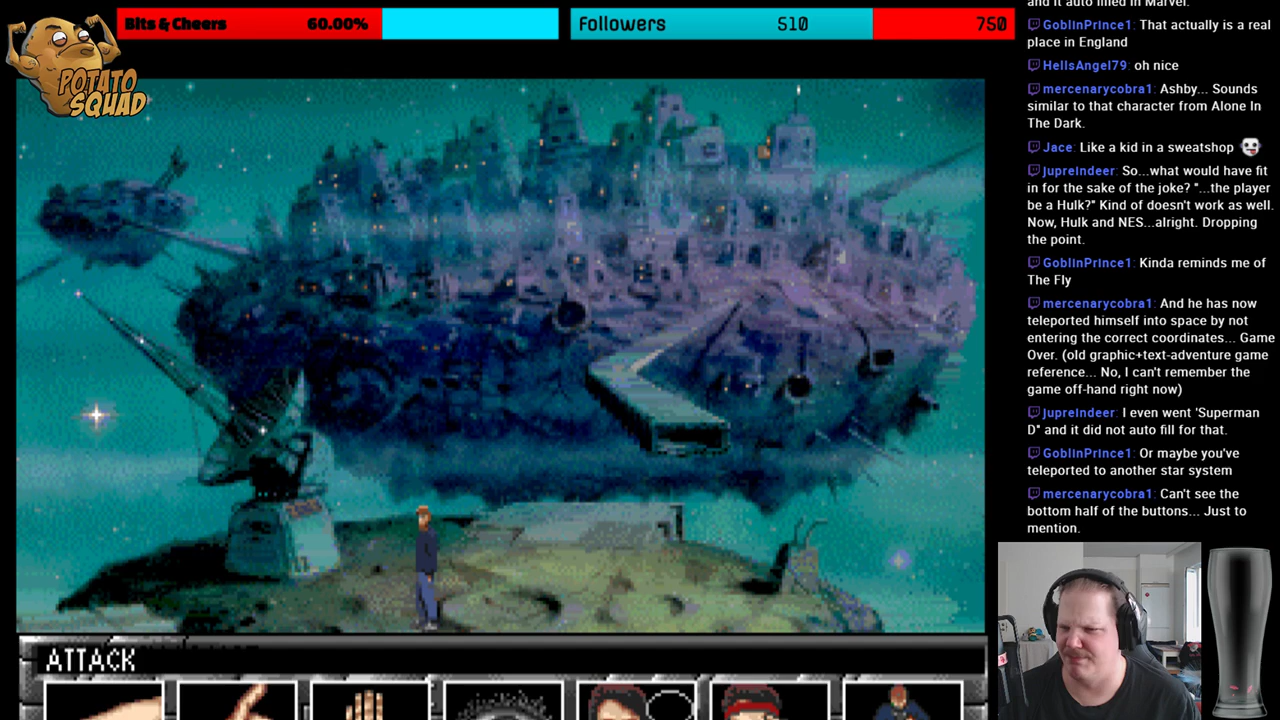 Bits & Cheers 60.00%
Followers 510 750
POTATO
SQUAD
and it auto filled in Marvel.
GoblinPrince1: That actually is a real
place in England
HellsAngel79: oh nice
mercenarycobra1: Ashby... Sounds
similar to that character from Alone In
The Dark.
Jace: Like a kid in a sweatshop
jupreIndeer: So...what would have fit
in for the sake of the joke? "...the player
be a Hulk?" Kind of doesn't work as well.
Now, Hulk and NES...alright. Dropping
the point.
GoblinPrince1: Kinda reminds me of
The Fly
mercenarycobra1: And he has now
teleported himself into space by not
entering the correct coordinates... Game
Over. (old graphic+text-adventure game
reference... No, I can't remember the
game off-hand right now)
jupreIndeer: I even went 'Superman
D" and it did not auto fill for that.
GoblinPrince1: Or maybe you've
teleported to another star system
mercenarycobra1: Can't see the
bottom half of the buttons... Just to
mention.
ATTACK